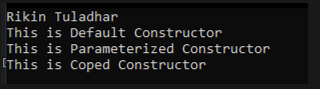 Rikin Tuladhar
This is Default Constructor
This is Parameterized Constructor
This is Coped Constructor